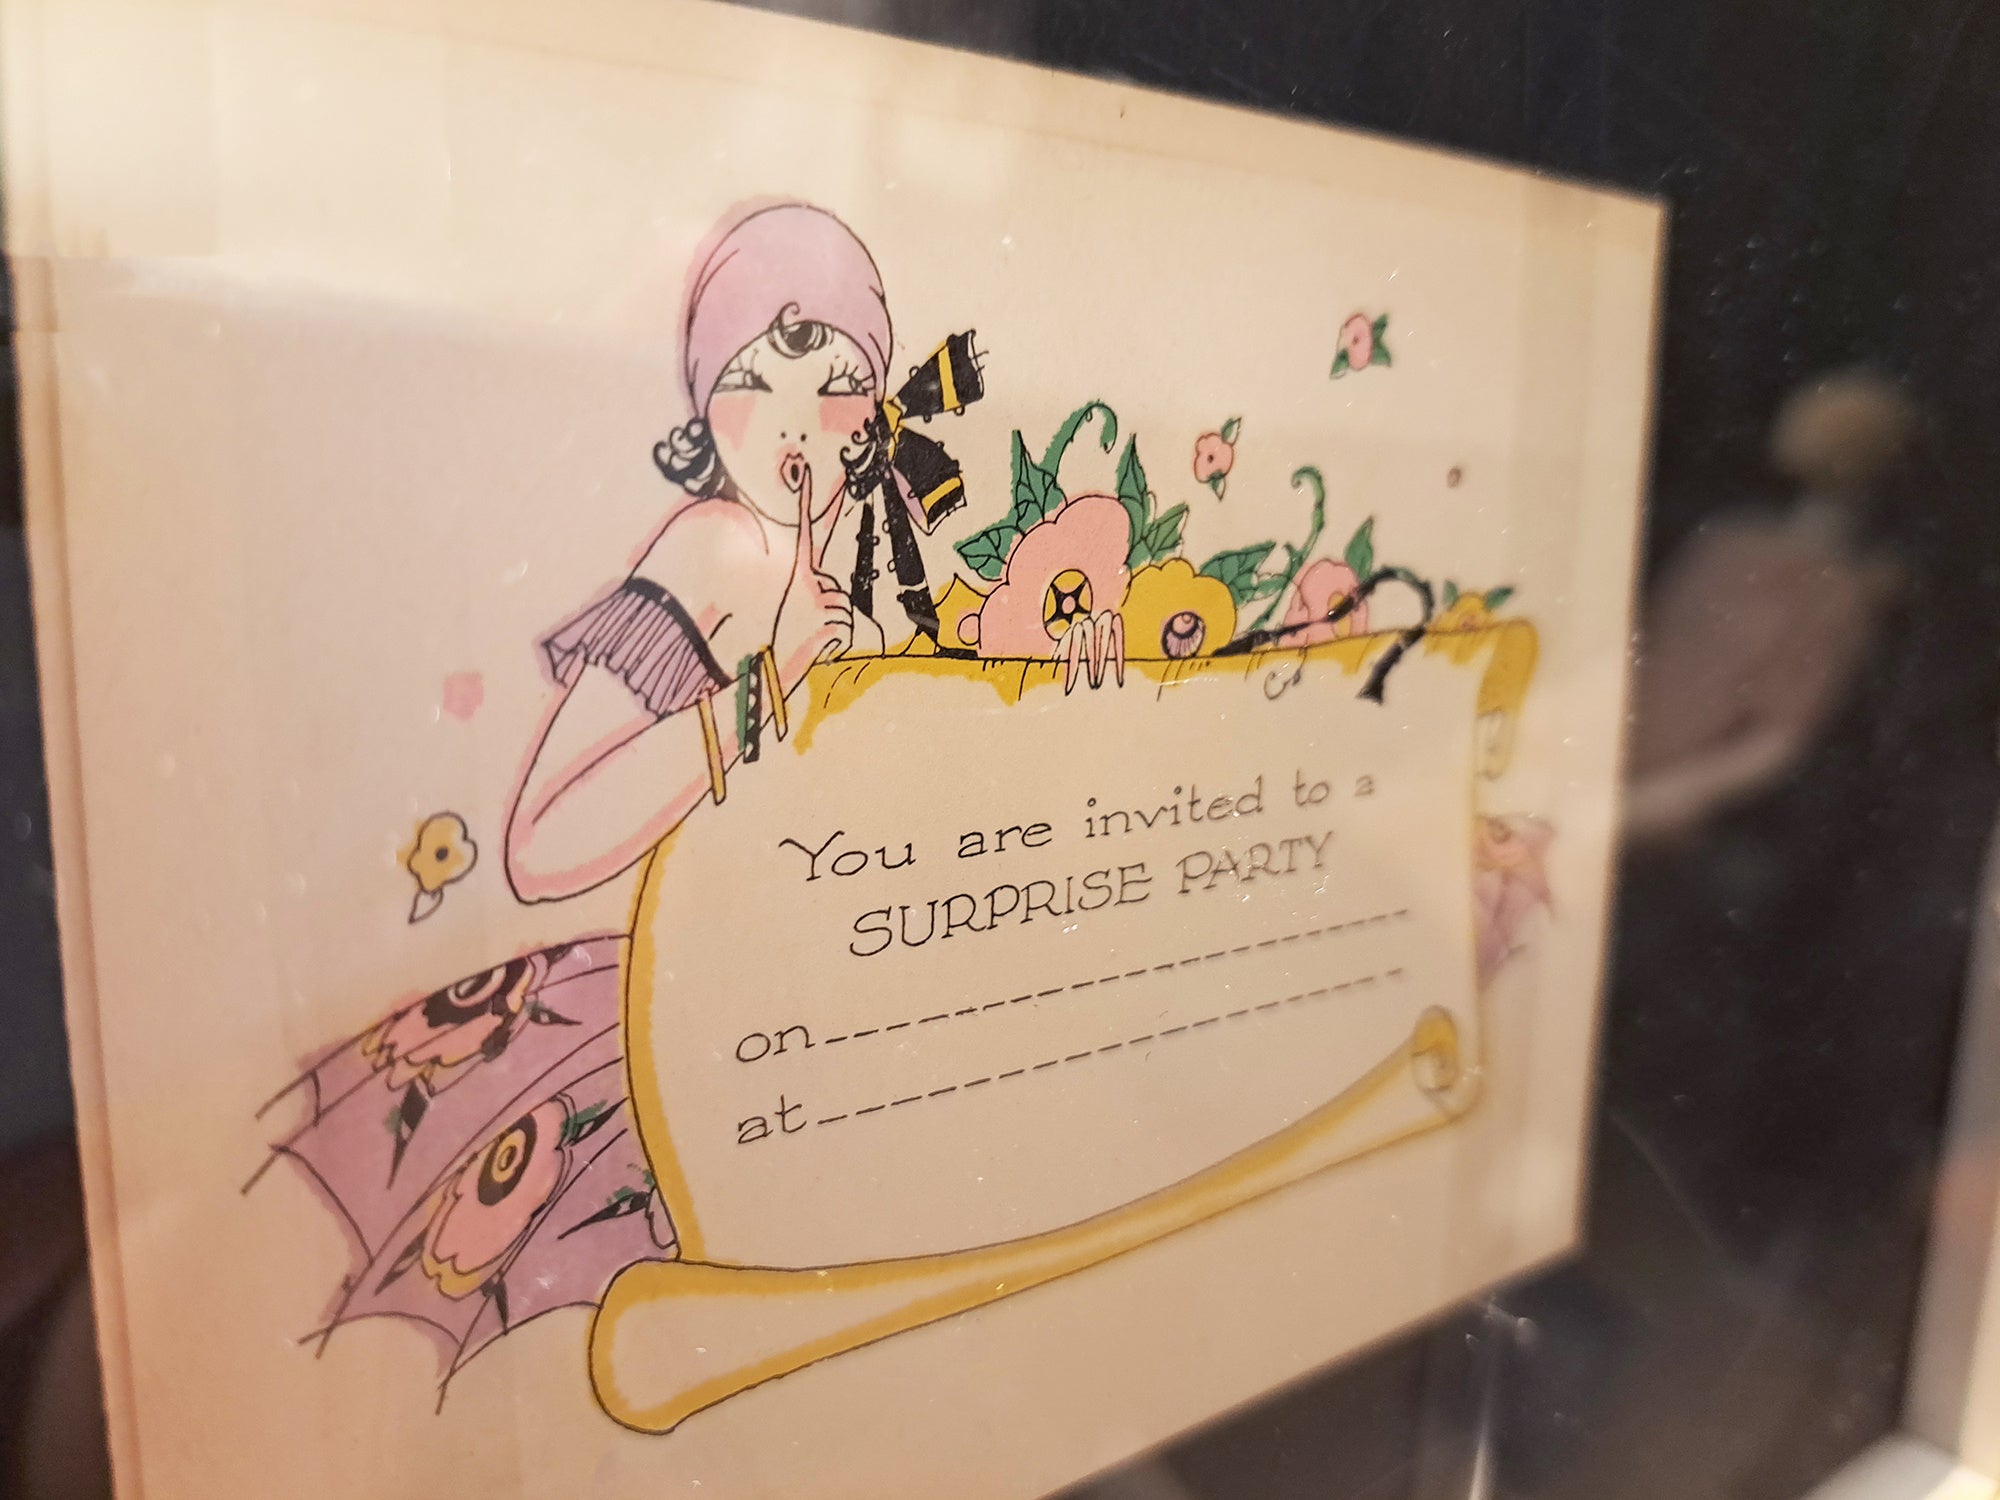 You are invited to a
SURPRISE PARTY
on
at